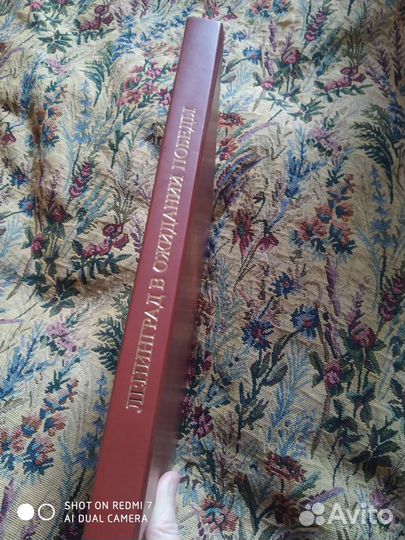 ЛЕНИНГРАД В ОЖИДАНИИ ПОБЕДЫ
SHOT ON REDMI 7
AI DUAL CAMERA
Avito